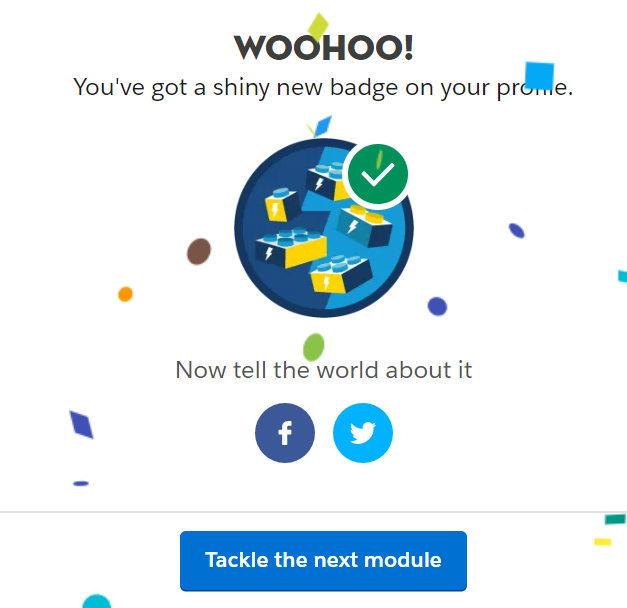 WOOHOO!
You've got a shiny new badge on your profile.
Now tell the world about it
Tackle the next module